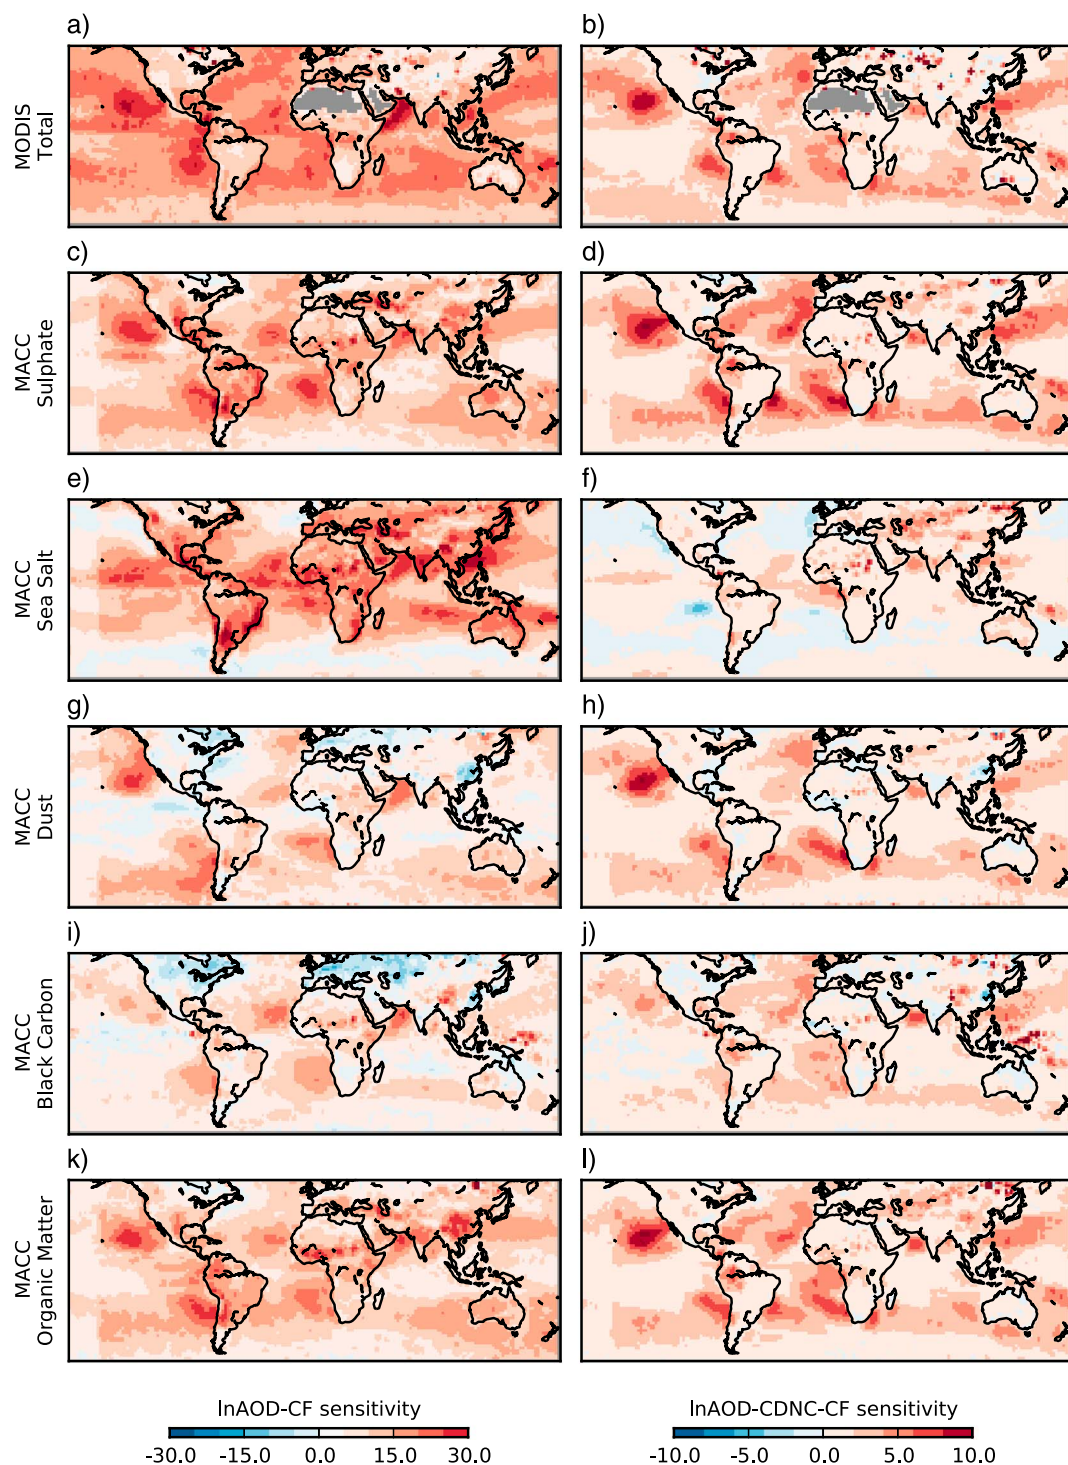 a)
b)
MODIS
Total
c)
d)
MACC
Sulphate
e)
f)
MACC
Sea Salt
g)
h)
MACC
Dust
i)
j)
MACC
Black Carbon
k)
l)
MACC
Organic Matter
lnAOD-CF sensitivity
-30.0 -15.0 0.0 15.0 30.0
lnAOD-CDNC-CF sensitivity
-10.0 -5.0 0.0 5.0 10.0